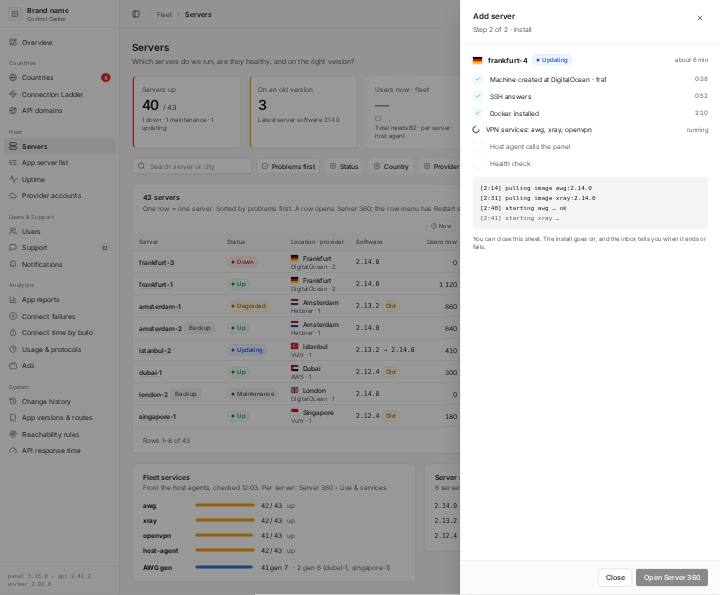 Brand name
Control Center
Overview
Countries
Countries 4
Connection Ladder
API domains
Fleet
Servers
App server list
Uptime
Provider accounts
Users & Support
Users
Support 12
Notifications
Analytics
App reports
Connect failures
Connect time by build
Usage & protocols
Ads
System
Change history
App versions & routes
Reachability rules
API response time
Fleet › Servers
Servers
Which servers do we run, are they healthy, and on the right version?
Servers up
40 / 43
1 down · 1 maintenance · 1
updating
On an old version
3
Latest server software 2.14.0
Users now · fleet
—
Total reads 82 · per server:
host agent
Search server or city
Problems first
Status
Country
Provider
43 servers
One row = one server. Sorted by problems first. A row opens Server 360; the row menu has Restart s
Now
Server Status Location · provider Software Users now
frankfurt-3 Down Frankfurt 2.14.0 0
DigitalOcean · 2
frankfurt-1 Up Frankfurt 2.14.0 1 120
DigitalOcean · 2
amsterdam-1 Degraded Amsterdam 2.13.2 Old 860
Hetzner · 1
amsterdam-2 Backup Up Amsterdam 2.14.0 640
Hetzner · 1
istanbul-2 Updating Istanbul 2.13.2 → 2.14.0 410
Vultr · 1
dubai-1 Up Dubai 2.12.4 Old 300
AWS · 1
london-2 Backup Maintenance London 2.14.0 0
DigitalOcean · 1
singapore-1 Up Singapore 2.12.4 Old 180
Vultr · 1
Rows 1–8 of 43
Fleet services
From the host agents, checked 12:03. Per server: Server 360 › Live & services.
awg 42 / 43 up
xray 42 / 43 up
openvpn 41 / 43 up
host-agent 42 / 43 up
AWG gen 41 gen 7 · 2 gen 6 (dubai-1, singapore-1)
Server
6 serve
2.14.0
2.13.2
2.12.4
Add server
Step 2 of 2 · Install
frankfurt-4 Updating about 6 min
Machine created at DigitalOcean · fra1 0:38
SSH answers 0:52
Docker installed 2:10
VPN services: awg, xray, openvpn running
Host agent calls the panel
Health check
[2:14] pulling image awg:2.14.0
[2:31] pulling image xray:2.14.0
[2:40] starting awg … ok
[2:41] starting xray …
You can close this sheet. The install goes on, and the inbox tells you when it ends or
fails.
Close
Open Server 360